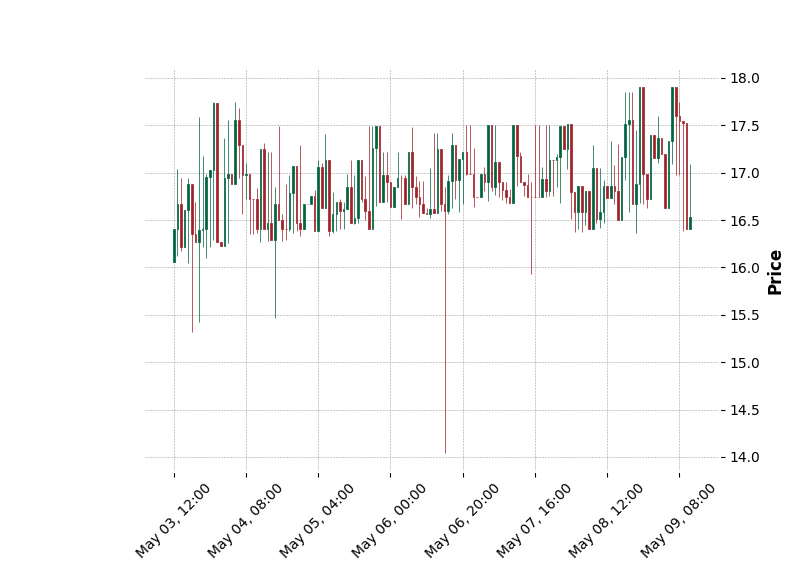 18.0
17.5
17.0
16.5
16.0
15.5
15.0
14.5
14.0
Price
May 03, 12:00
May 04, 08:00
May 05, 04:00
May 06, 00:00
May 06, 20:00
May 07, 16:00
May 08, 12:00
May 09, 08:00